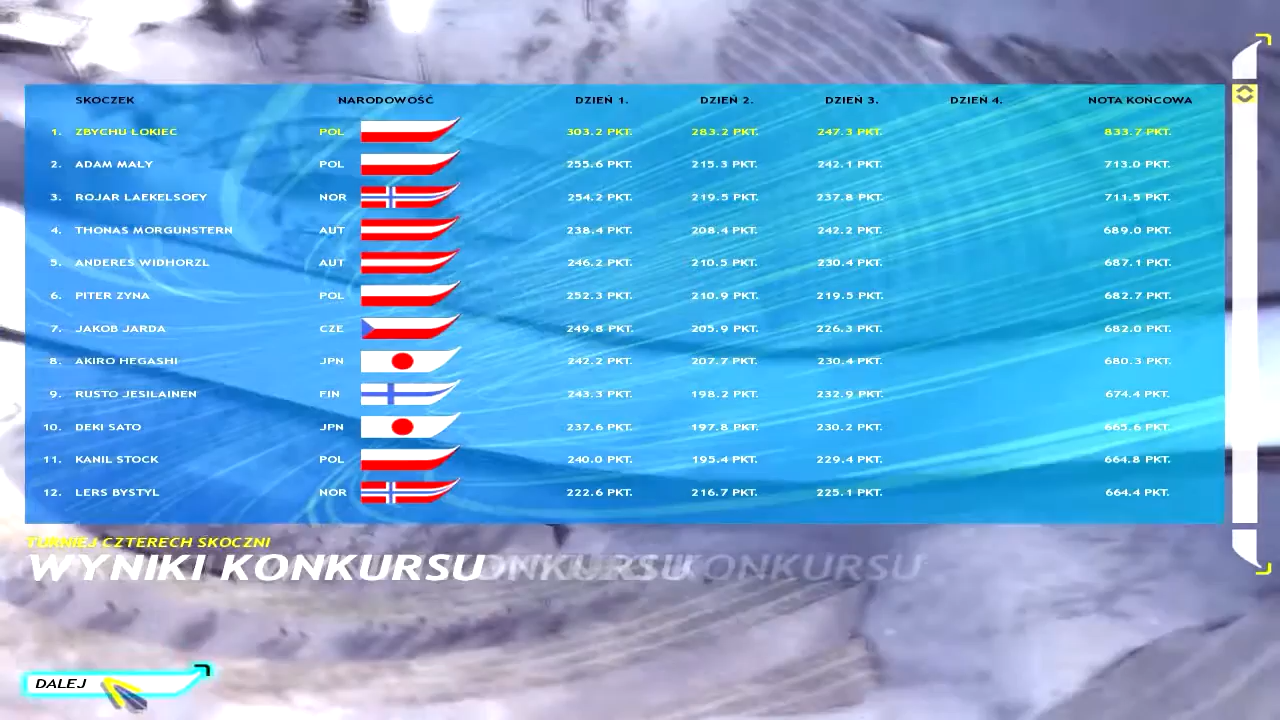 SKOCZEK NARODOWOŚĆ DZIEŃ 1. DZIEŃ 2. DZIEŃ 3. DZIEŃ 4. NOTA KOŃCOWA
1. ZBYCHU LOKIEC POL 303.2 PKT. 283.2 PKT. 247.3 PKT. 833.7 PKT.
2. ADAM MALY POL 255.6 PKT. 215.3 PKT. 242.1 PKT. 713.0 PKT.
3. ROJAR LAEKELSOEY NOR 254.2 PKT. 219.5 PKT. 237.8 PKT. 711.5 PKT.
4. THONAS MORGUNSTERN AUT 238.4 PKT. 208.4 PKT. 242.2 PKT. 689.0 PKT.
5. ANDERES WIDHORZL AUT 246.2 PKT. 210.5 PKT. 230.4 PKT. 687.1 PKT.
6. PITER ZYNA POL 252.3 PKT. 210.9 PKT. 219.5 PKT. 682.7 PKT.
7. JAKOB JARDA CZE 249.8 PKT. 205.9 PKT. 226.3 PKT. 682.0 PKT.
8. AKIRO HEGASHI JPN 242.2 PKT. 207.7 PKT. 230.4 PKT. 680.3 PKT.
9. RUSTO JESILAINEN FIN 243.3 PKT. 198.2 PKT. 232.9 PKT. 674.4 PKT.
10. DEKI SATO JPN 237.6 PKT. 197.8 PKT. 230.2 PKT. 665.6 PKT.
11. KANIL STOCK POL 240.0 PKT. 195.4 PKT. 229.4 PKT. 664.8 PKT.
12. LERS BYSTYL NOR 222.6 PKT. 216.7 PKT. 225.1 PKT. 664.4 PKT.
TURNIEJ CZTERECH SKOCZNI
WYNIKI KONKURSU
DALEJ